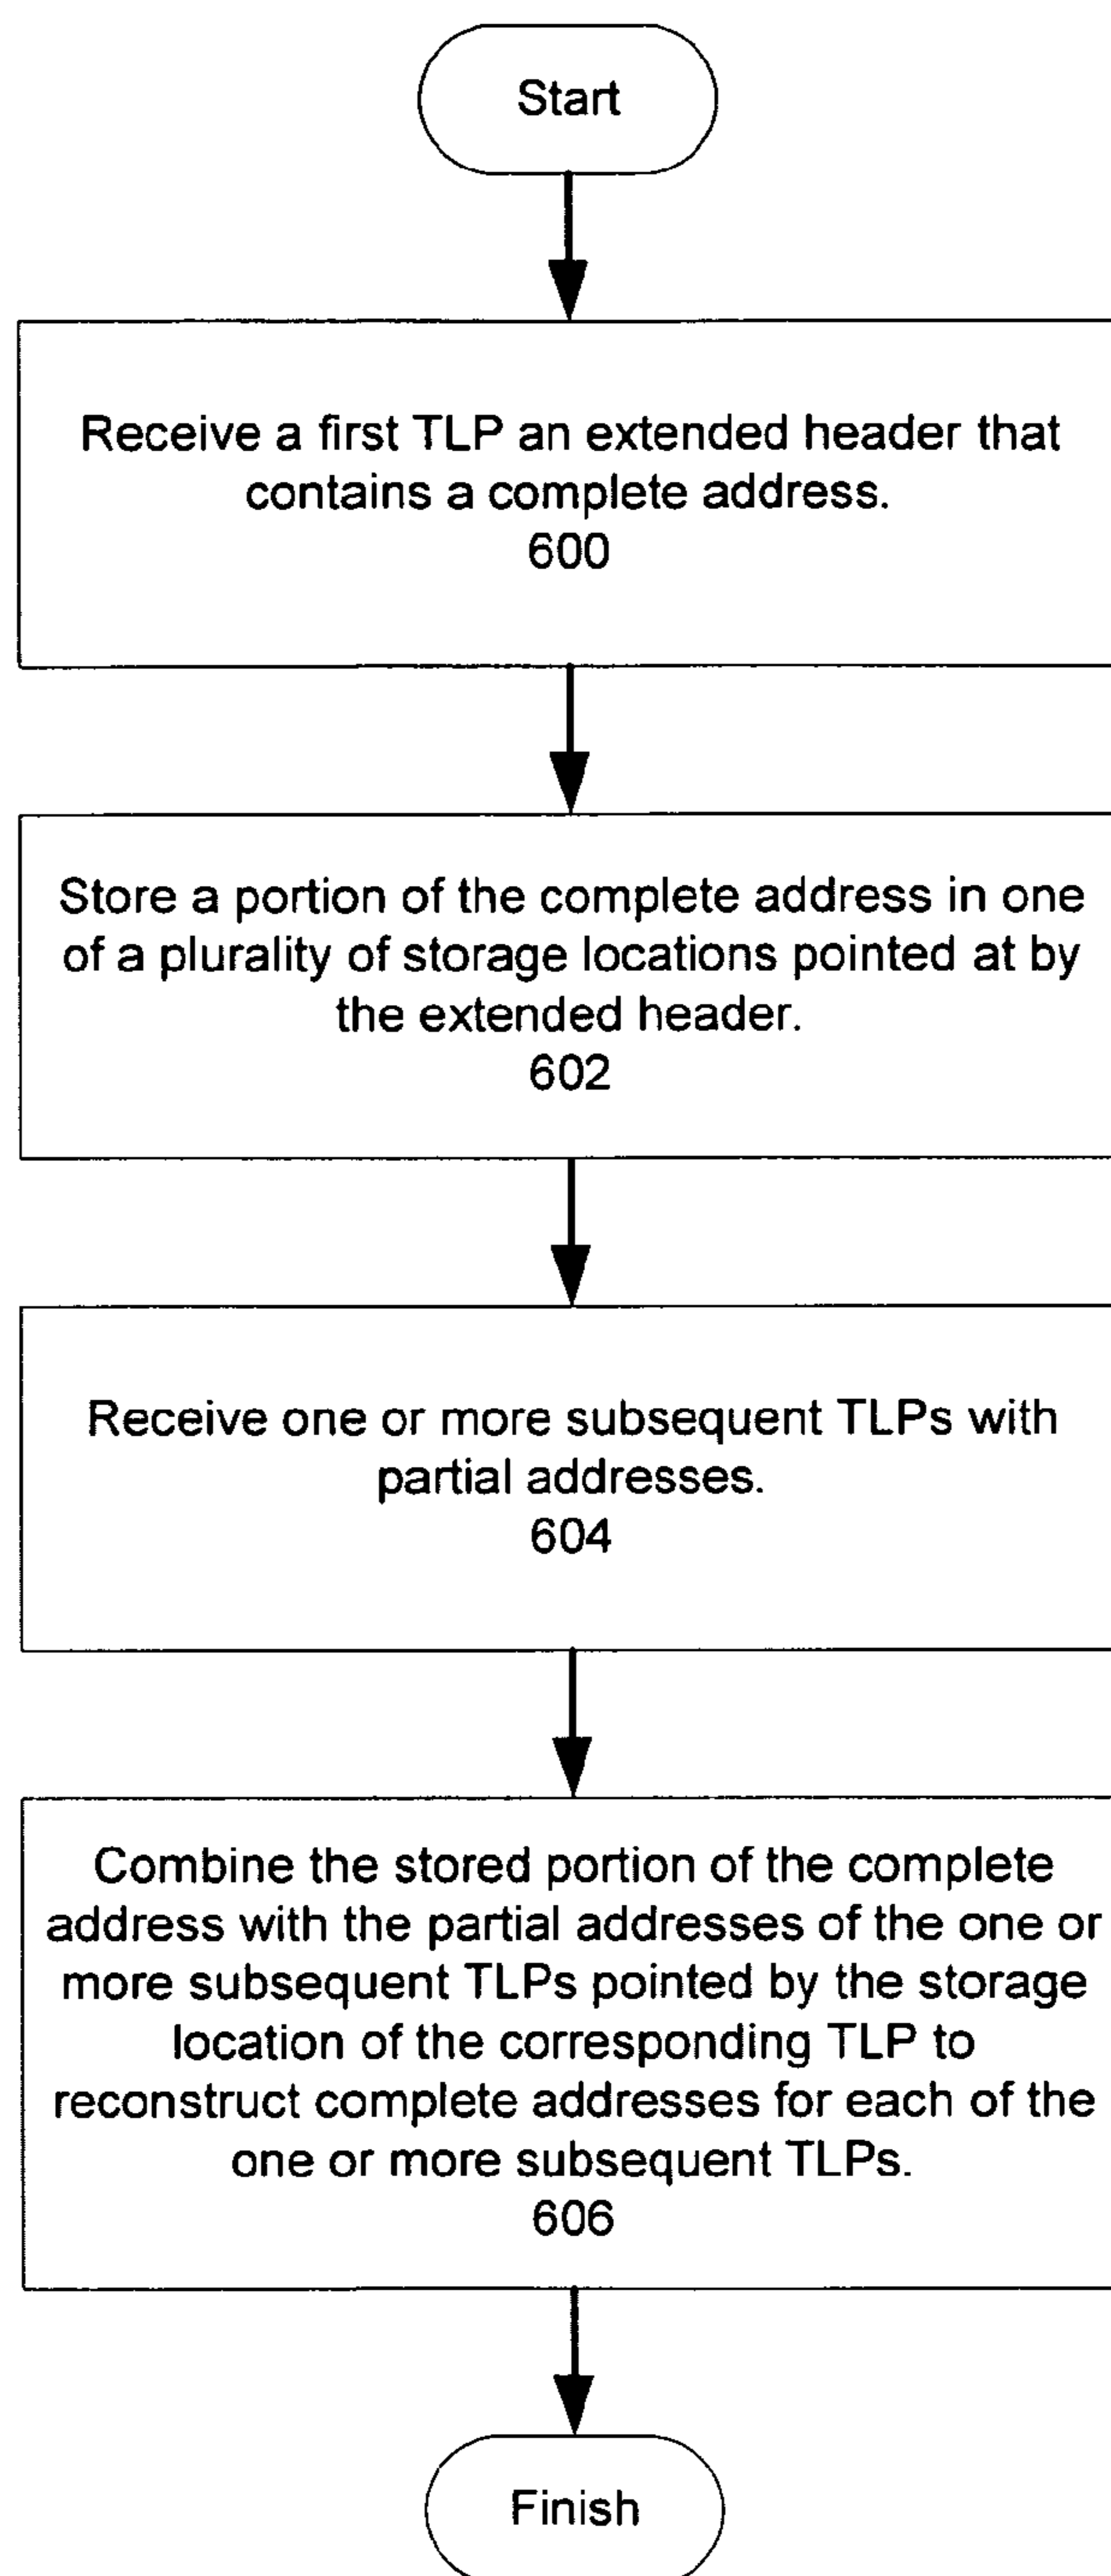 Start
Receive a first TLP an extended header that
contains a complete address.
600
Store a portion of the complete address in one
of a plurality of storage locations pointed at by
the extended header.
602
Receive one or more subsequent TLPs with
partial addresses.
604
Combine the stored portion of the complete
address with the partial addresses of the one or
more subsequent TLPs pointed by the storage
location of the corresponding TLP to
reconstruct complete addresses for each of the
one or more subsequent TLPs.
606
Finish